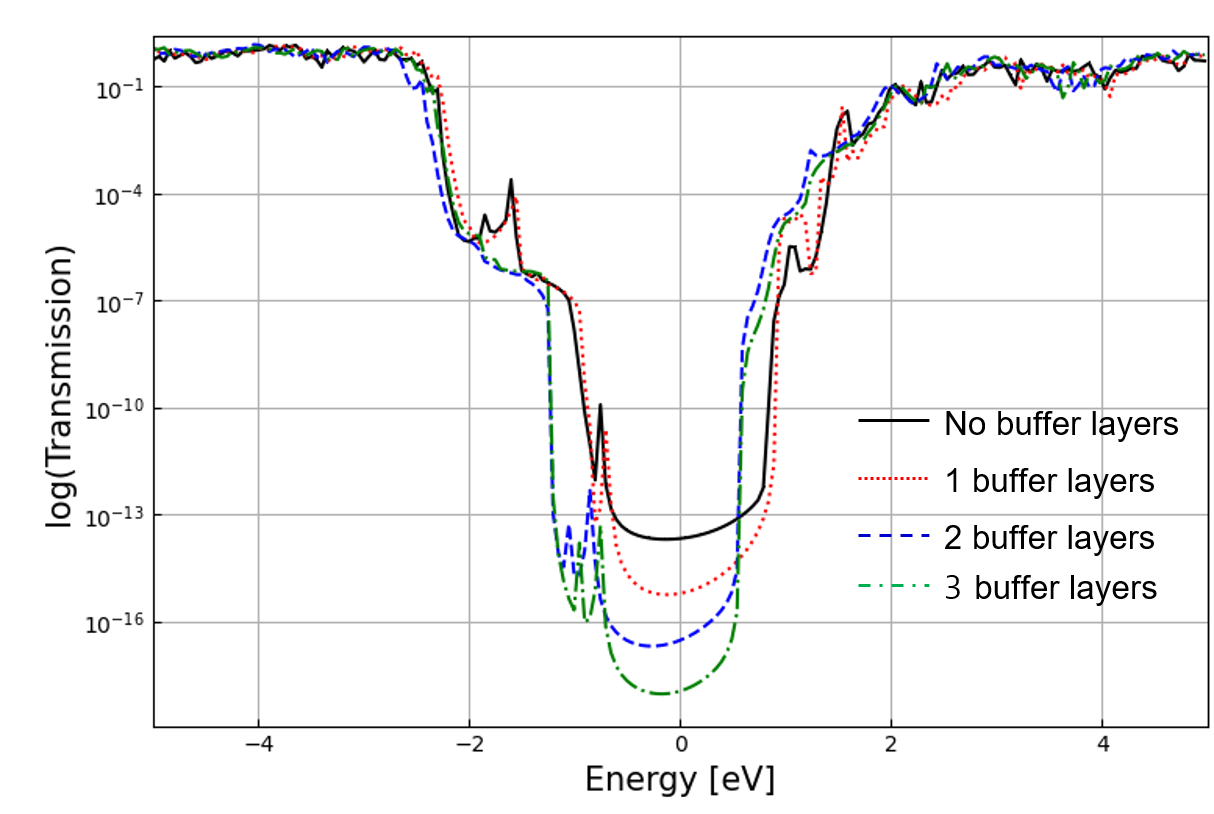 log(Transmission)
10⁻¹
10⁻⁴
10⁻⁷
10⁻¹⁰
10⁻¹³
10⁻¹⁶
No buffer layers
1 buffer layers
2 buffer layers
3 buffer layers
−4 −2 0 2 4
Energy [eV]